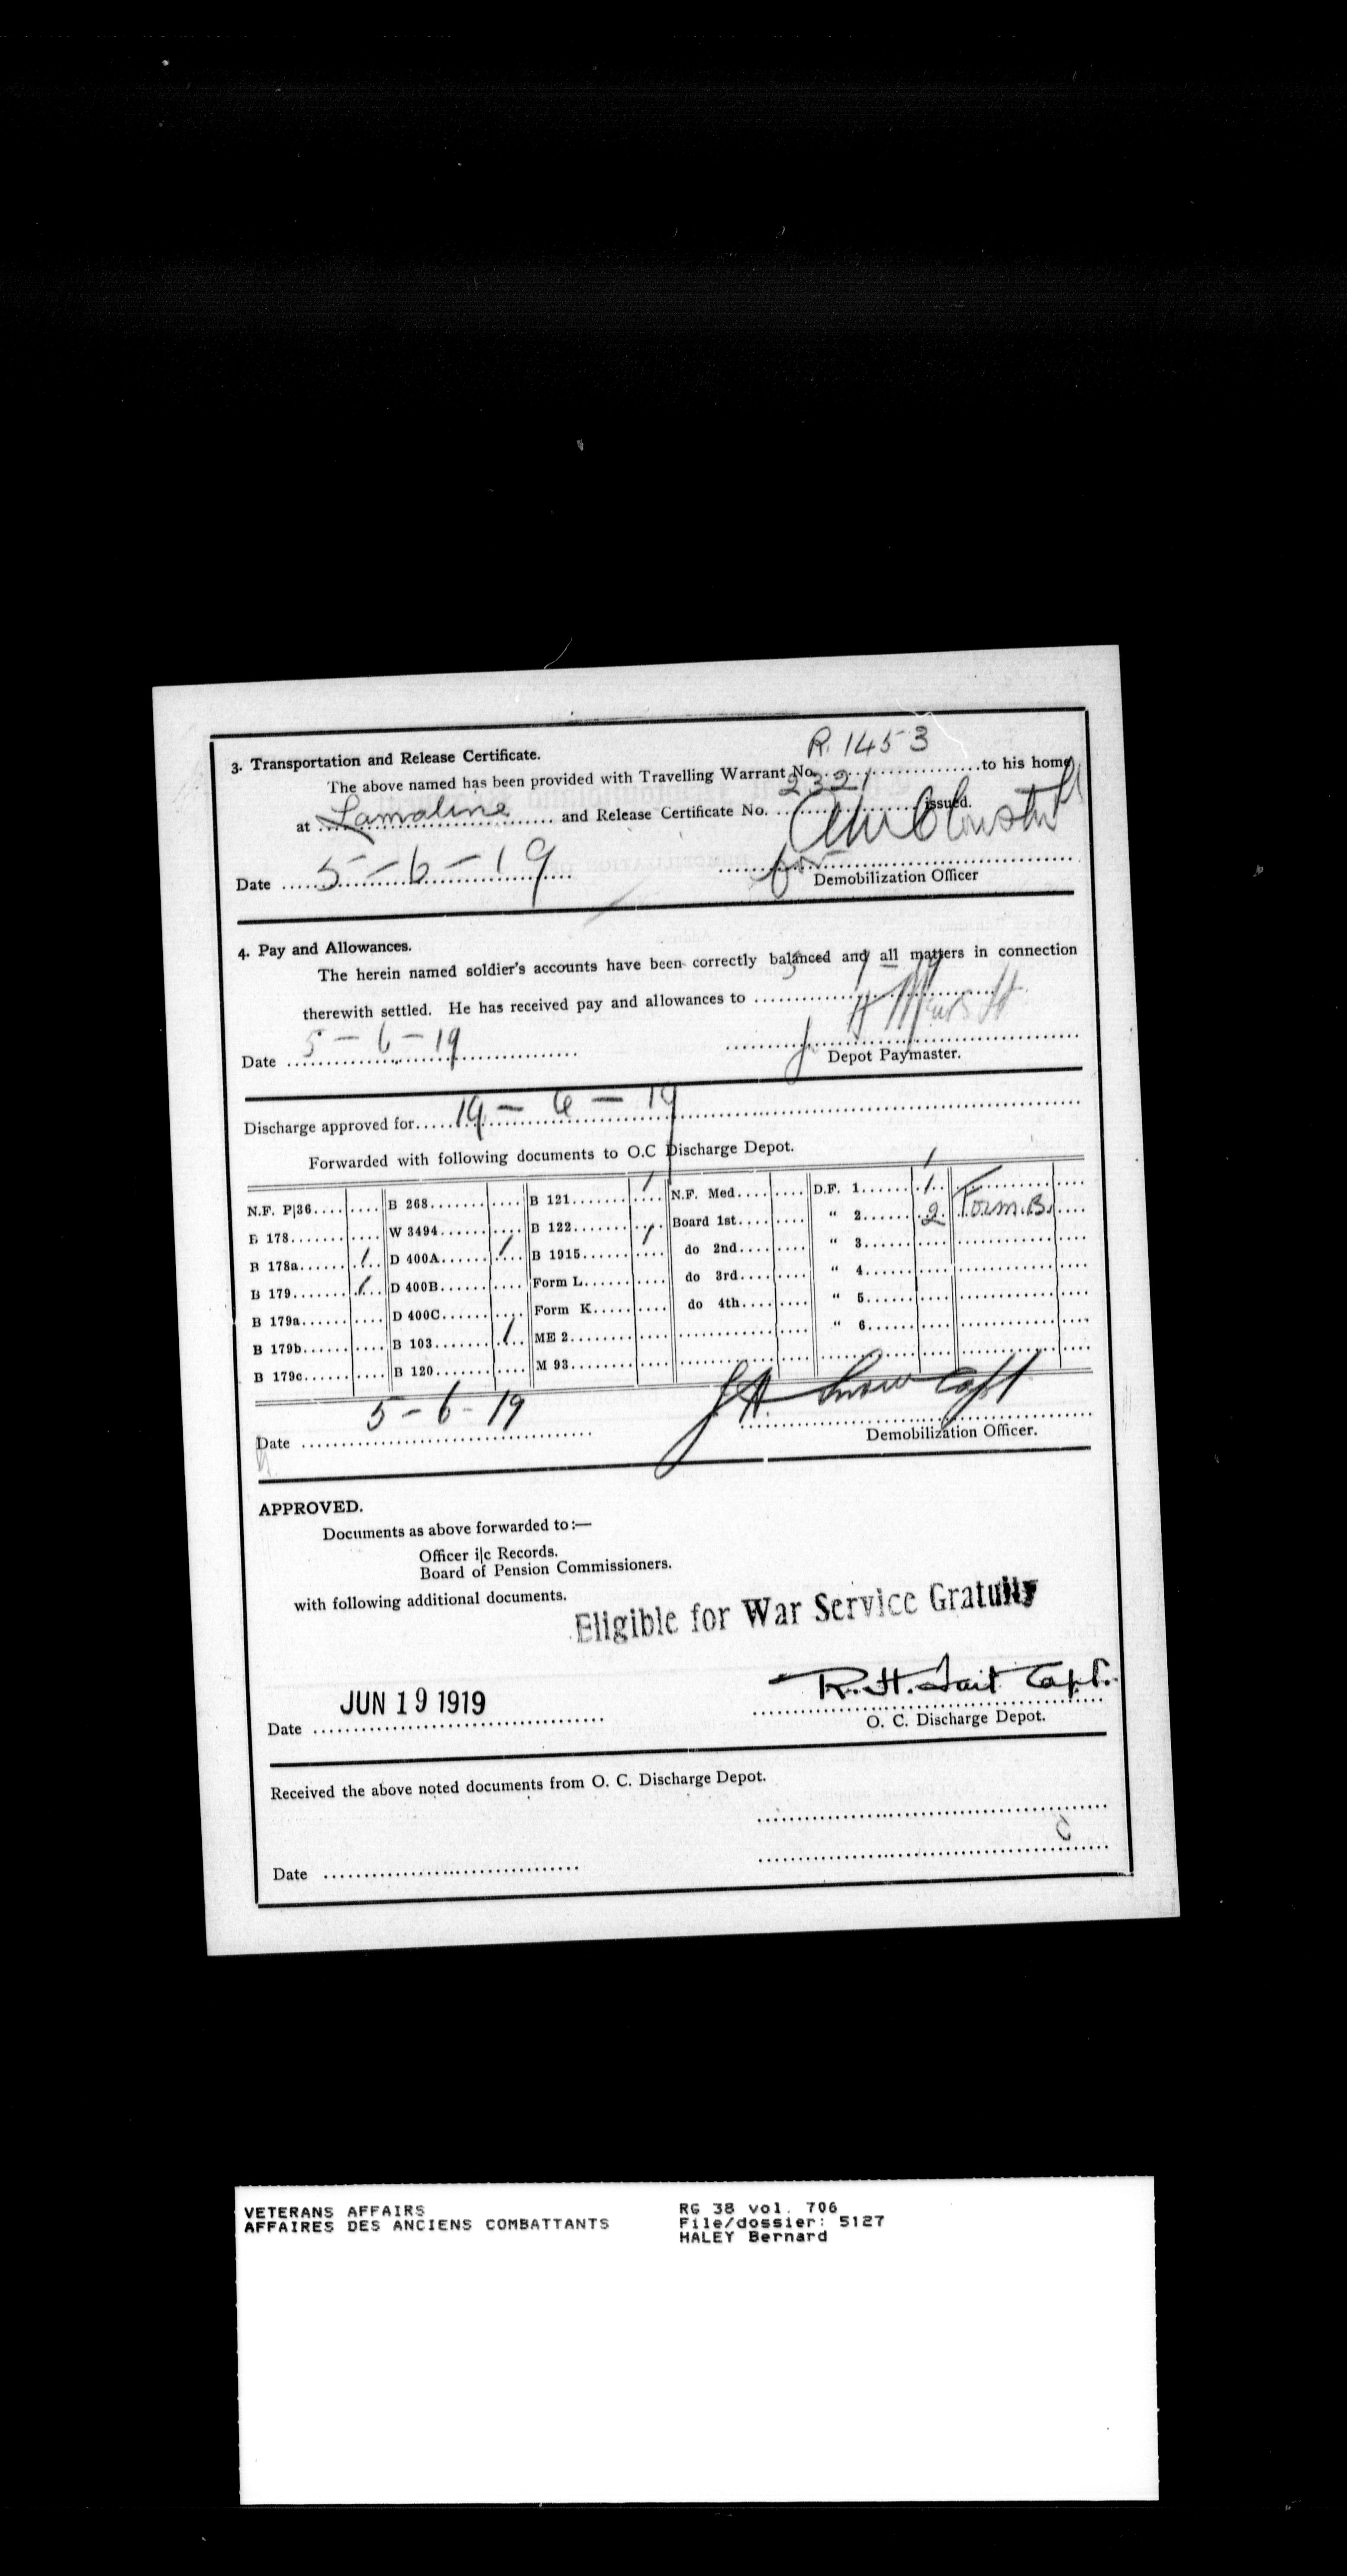 3. Transportation and Release Certificate.
R. 1453
The above named has been provided with Travelling Warrant No. .................... to his home
2321
at Lamaline and Release Certificate No. .................... issued.
for
Date 5-6-19
Demobilization Officer
4. Pay and Allowances.
The herein named soldier's accounts have been correctly balanced and all matters in connection
therewith settled. He has received pay and allowances to ....................
Date 5-6-19
Depot Paymaster.
Discharge approved for..... 19-6-19
Forwarded with following documents to O.C Discharge Depot.
N.F. P|36.... B 268....... B 121....... 1 N.F. Med.... D.F. 1...... 1
B 178....... W 3494...... B 122....... 1 Board 1st.... " 2...... 2 Form. B.
B 178a...... 1 D 400A...... 1 B 1915...... do 2nd.... " 3......
B 179....... 1 D 400B...... Form L...... do 3rd.... " 4......
B 179a...... D 400C...... Form K..... do 4th.... " 5......
B 179b...... B 103....... 1 ME 2........ " 6......
B 179c...... B 120....... M 93........
5-6-19
Capt
Date ....................
Demobilization Officer.
APPROVED.
Documents as above forwarded to:—
Officer i|c Records.
Board of Pension Commissioners.
with following additional documents.
Eligible for War Service Gratuity
R. H. Tait Capt.
JUN 19 1919
Date ....................
O. C. Discharge Depot.
Received the above noted documents from O. C. Discharge Depot.
Date ....................
VETERANS AFFAIRS
AFFAIRES DES ANCIENS COMBATTANTS
RG 38 vol. 706
File/dossier: 5127
HALEY Bernard